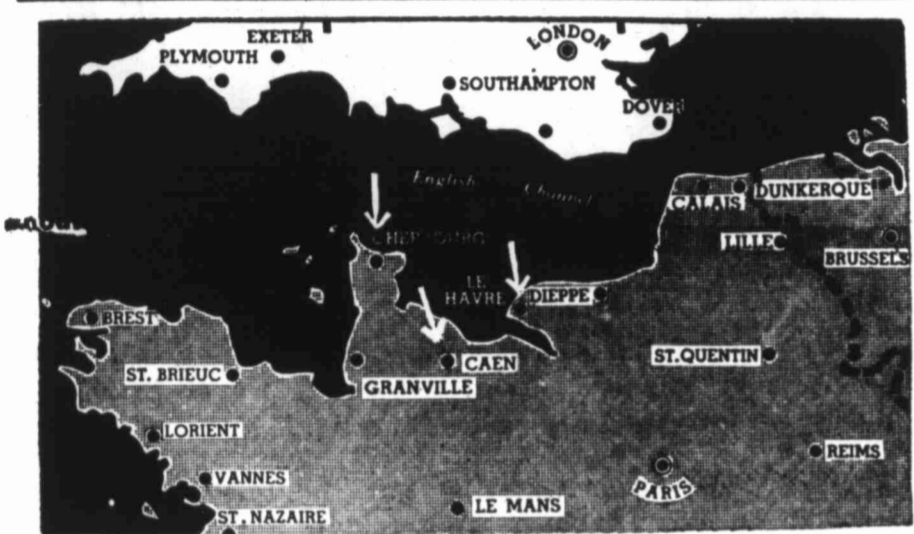 EXETER
LONDON
PLYMOUTH
SOUTHAMPTON
DOVER
English Channel
CALAIS
DUNKERQUE
CHERBOURG
LILLE
BRUSSELS
LE
HAVRE
DIEPPE
BREST
ST. QUENTIN
CAEN
ST. BRIEUC
GRANVILLE
LORIENT
REIMS
VANNES
PARIS
LE MANS
ST. NAZAIRE